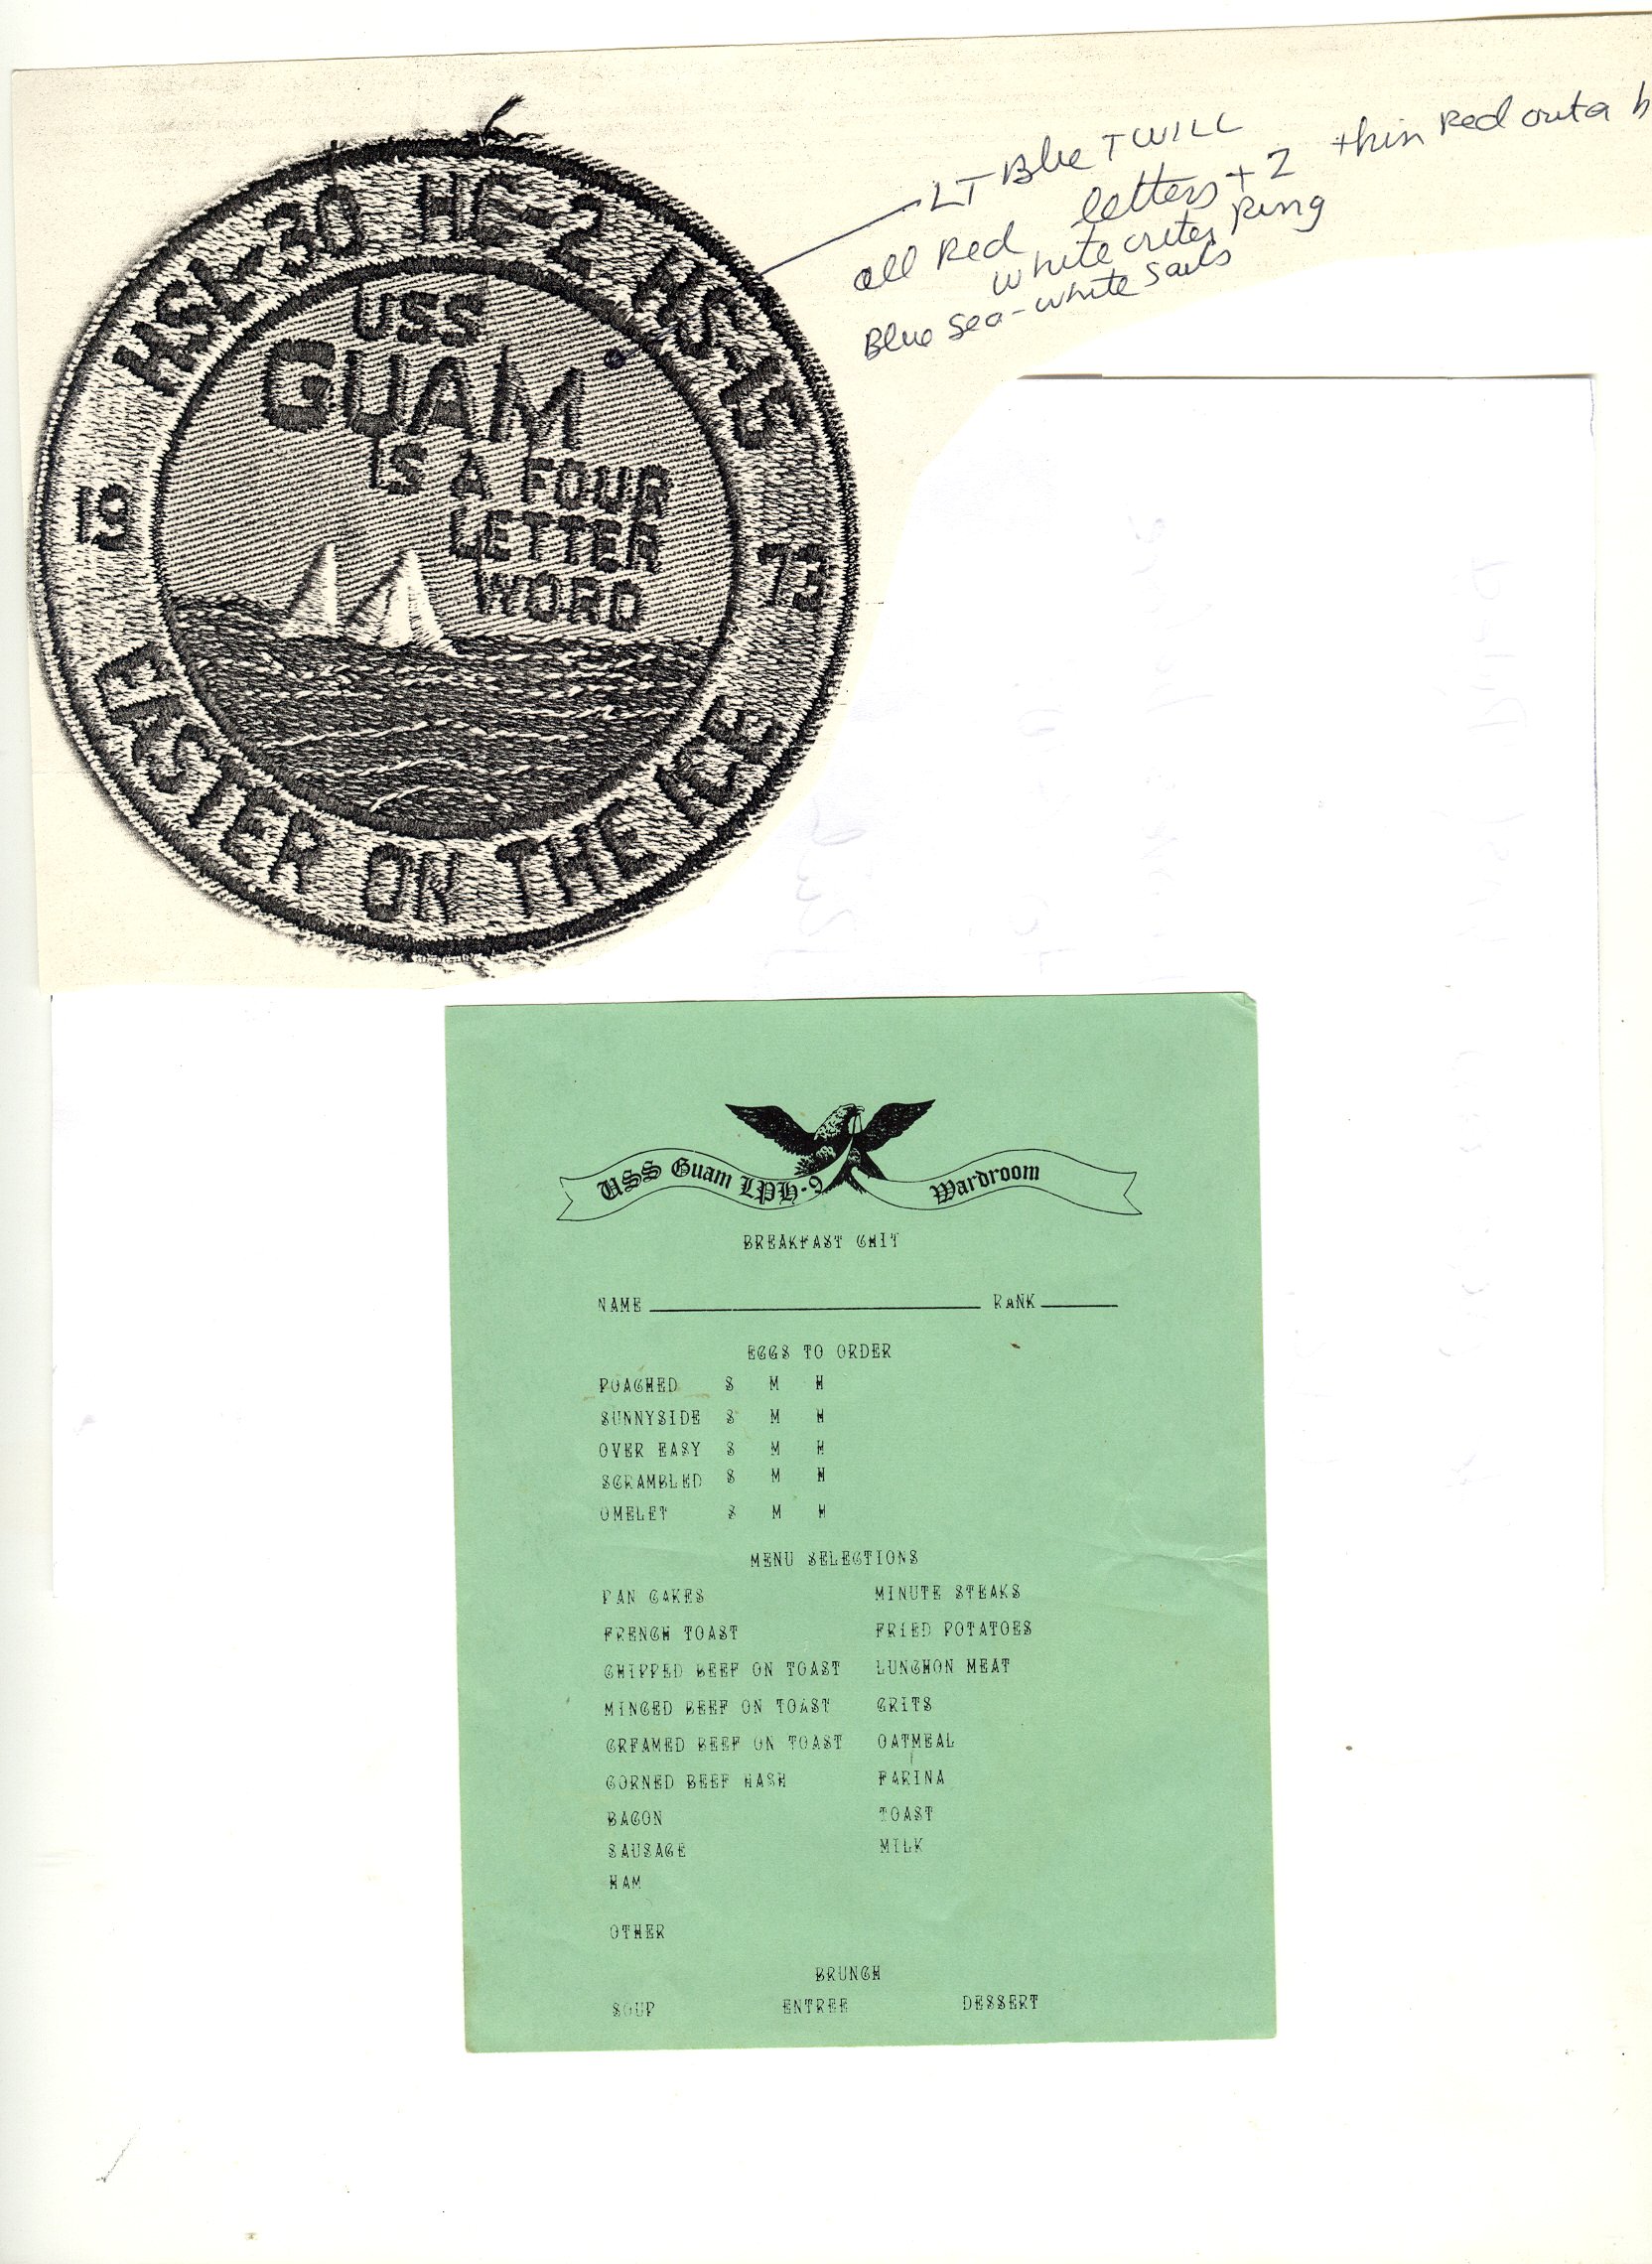 HSL-30 HC-2 HS-15
19 73
USS
GUAM
IS A FOUR
LETTER
WORD
EASTER ON THE ICE
LT Blue TWILL
all Red letters + 2 thin Red outa
white outer Ring
Blue Sea - white Sails
USS Guam LPH-9 Wardroom
BREAKFAST CHIT
NAME RANK
EGGS TO ORDER
POACHED S M H
SUNNYSIDE S M H
OVER EASY S M H
SCRAMBLED S M H
OMELET S M H
MENU SELECTIONS
PAN CAKES MINUTE STEAKS
FRENCH TOAST FRIED POTATOES
CHIPPED BEEF ON TOAST LUNCHON MEAT
MINCED BEEF ON TOAST GRITS
CREAMED BEEF ON TOAST OATMEAL
CORNED BEEF HASH FARINA
BACON TOAST
SAUSAGE MILK
HAM
OTHER
BRUNCH
SOUP ENTREE DESSERT